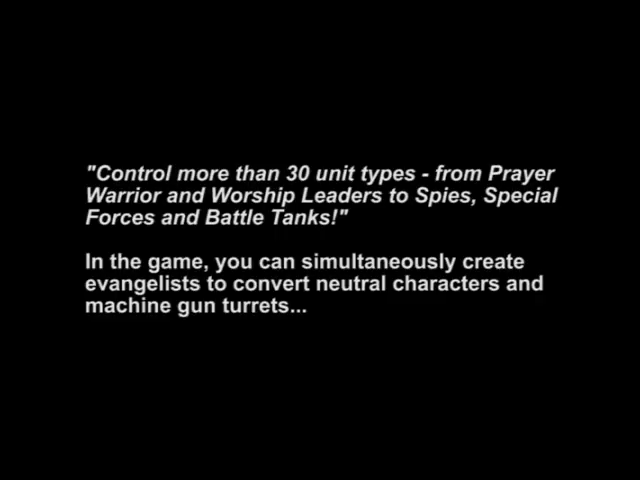 "Control more than 30 unit types - from Prayer
Warrior and Worship Leaders to Spies, Special
Forces and Battle Tanks!"
In the game, you can simultaneously create
evangelists to convert neutral characters and
machine gun turrets...